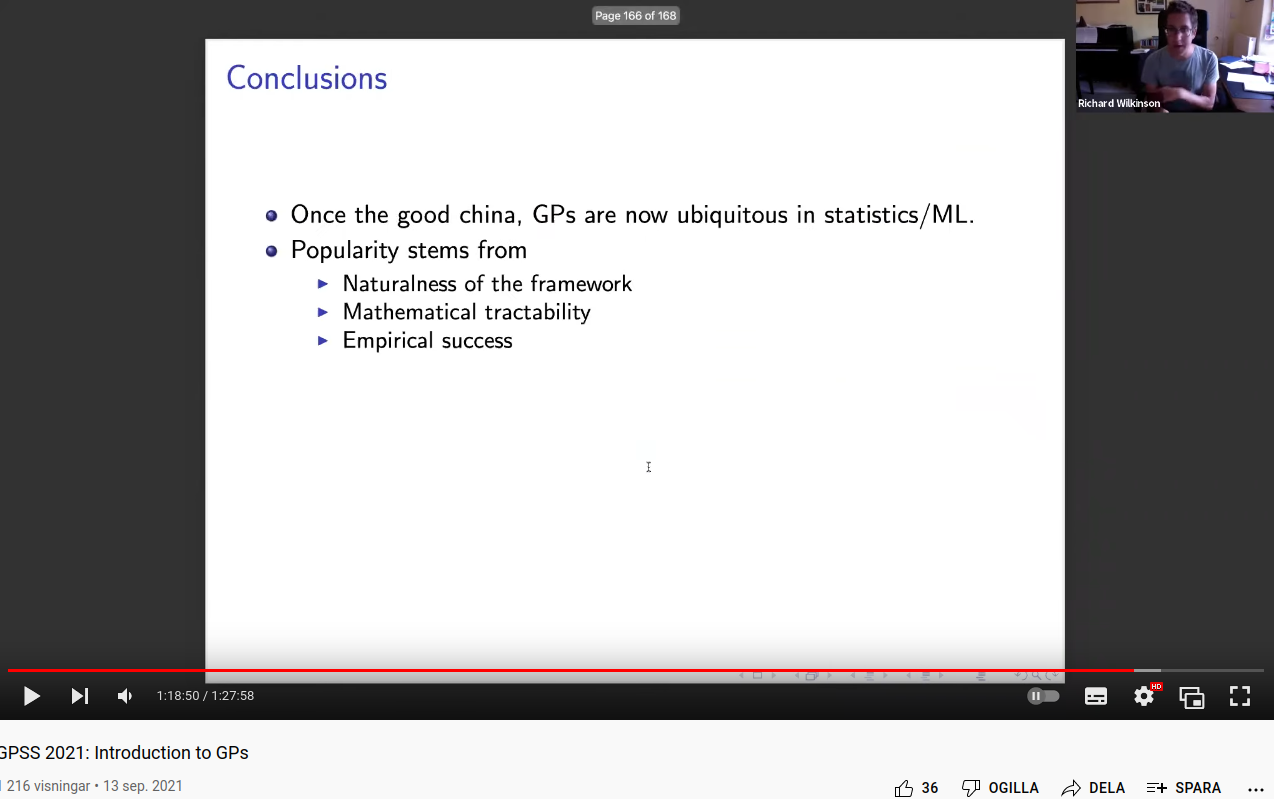 Page 166 of 168
Conclusions
Richard Wilkinson
Once the good china, GPs are now ubiquitous in statistics/ML.
Popularity stems from
Naturalness of the framework
Mathematical tractability
Empirical success
1:18:50 / 1:27:58
HD
GPSS 2021: Introduction to GPs
216 visningar • 13 sep. 2021
36 OGILLA DELA SPARA